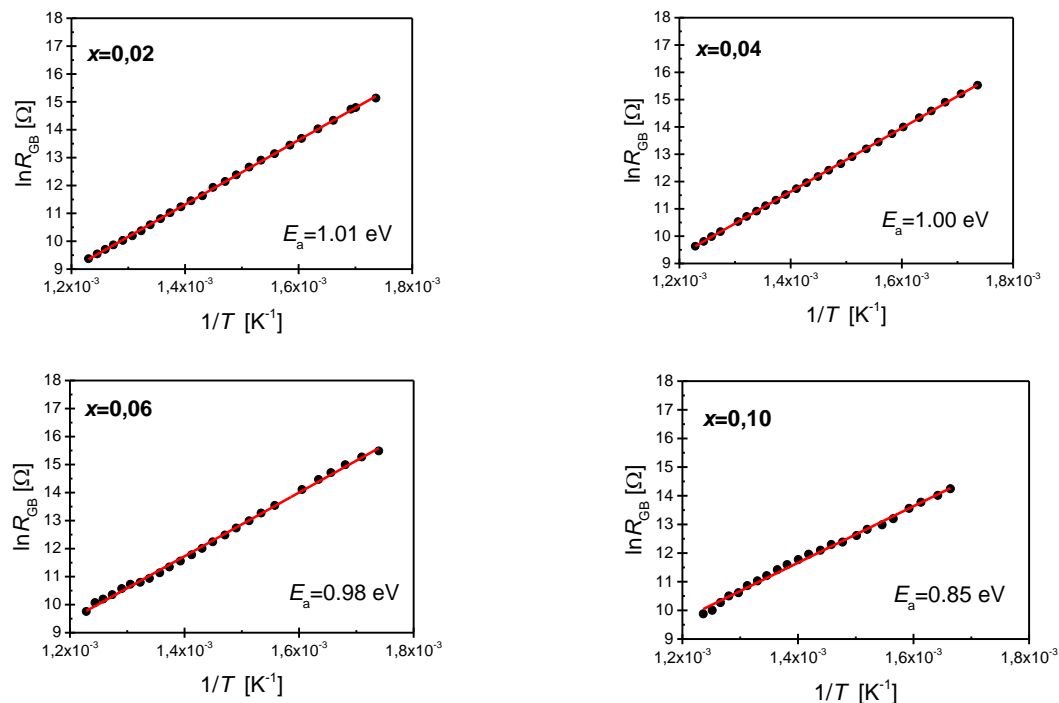 18
17
16
15
14
13
12
11
10
9
lnR_GB [Ω]
x=0,02
E_a=1.01 eV
1,2x10⁻³ 1,4x10⁻³ 1,6x10⁻³ 1,8x10⁻³
1/T [K⁻¹]
18
17
16
15
14
13
12
11
10
9
lnR_GB [Ω]
x=0,04
E_a=1.00 eV
1,2x10⁻³ 1,4x10⁻³ 1,6x10⁻³ 1,8x10⁻³
1/T [K⁻¹]
18
17
16
15
14
13
12
11
10
9
lnR_GB [Ω]
x=0,06
E_a=0.98 eV
1,2x10⁻³ 1,4x10⁻³ 1,6x10⁻³ 1,8x10⁻³
1/T [K⁻¹]
18
17
16
15
14
13
12
11
10
9
lnR_GB [Ω]
x=0,10
E_a=0.85 eV
1,2x10⁻³ 1,4x10⁻³ 1,6x10⁻³ 1,8x10⁻³
1/T [K⁻¹]